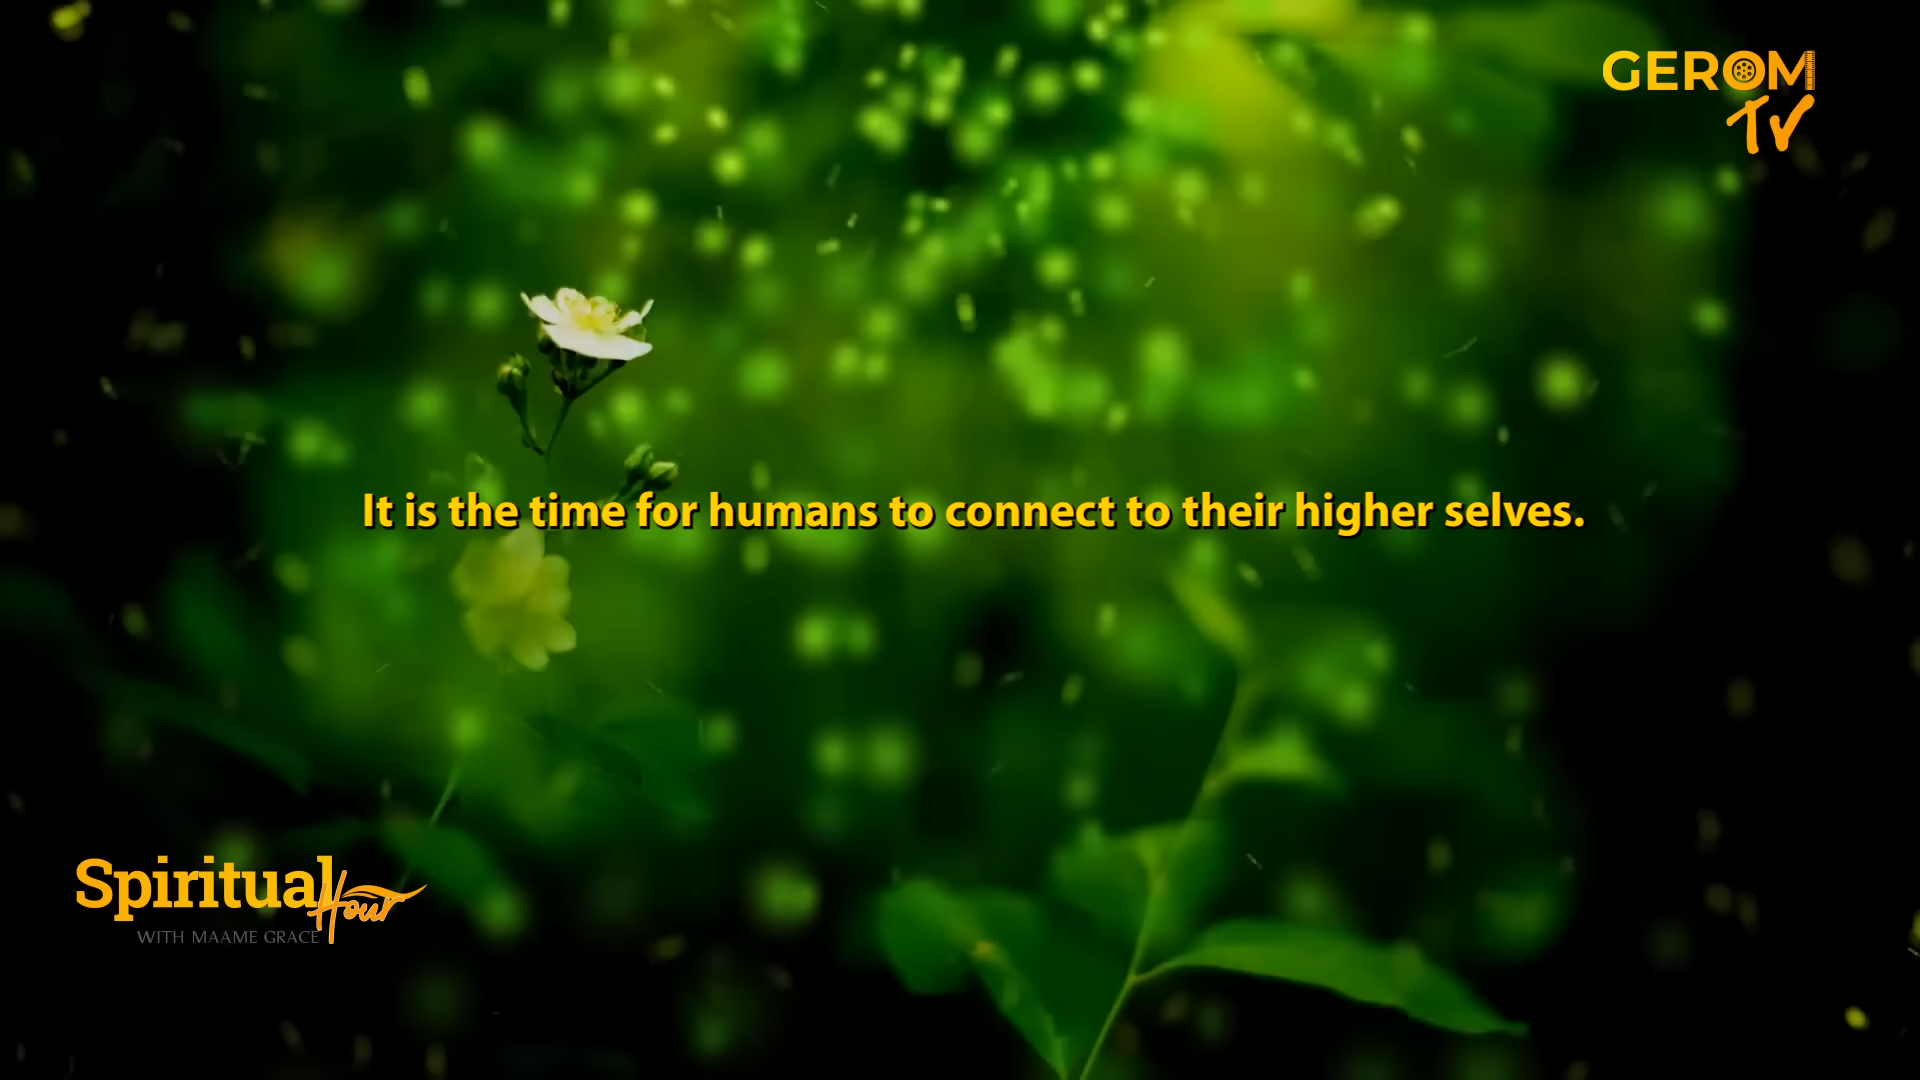 GEROM
TV
It is the time for humans to connect to their higher selves.
Spiritual
Hour
WITH MAAME GRACE